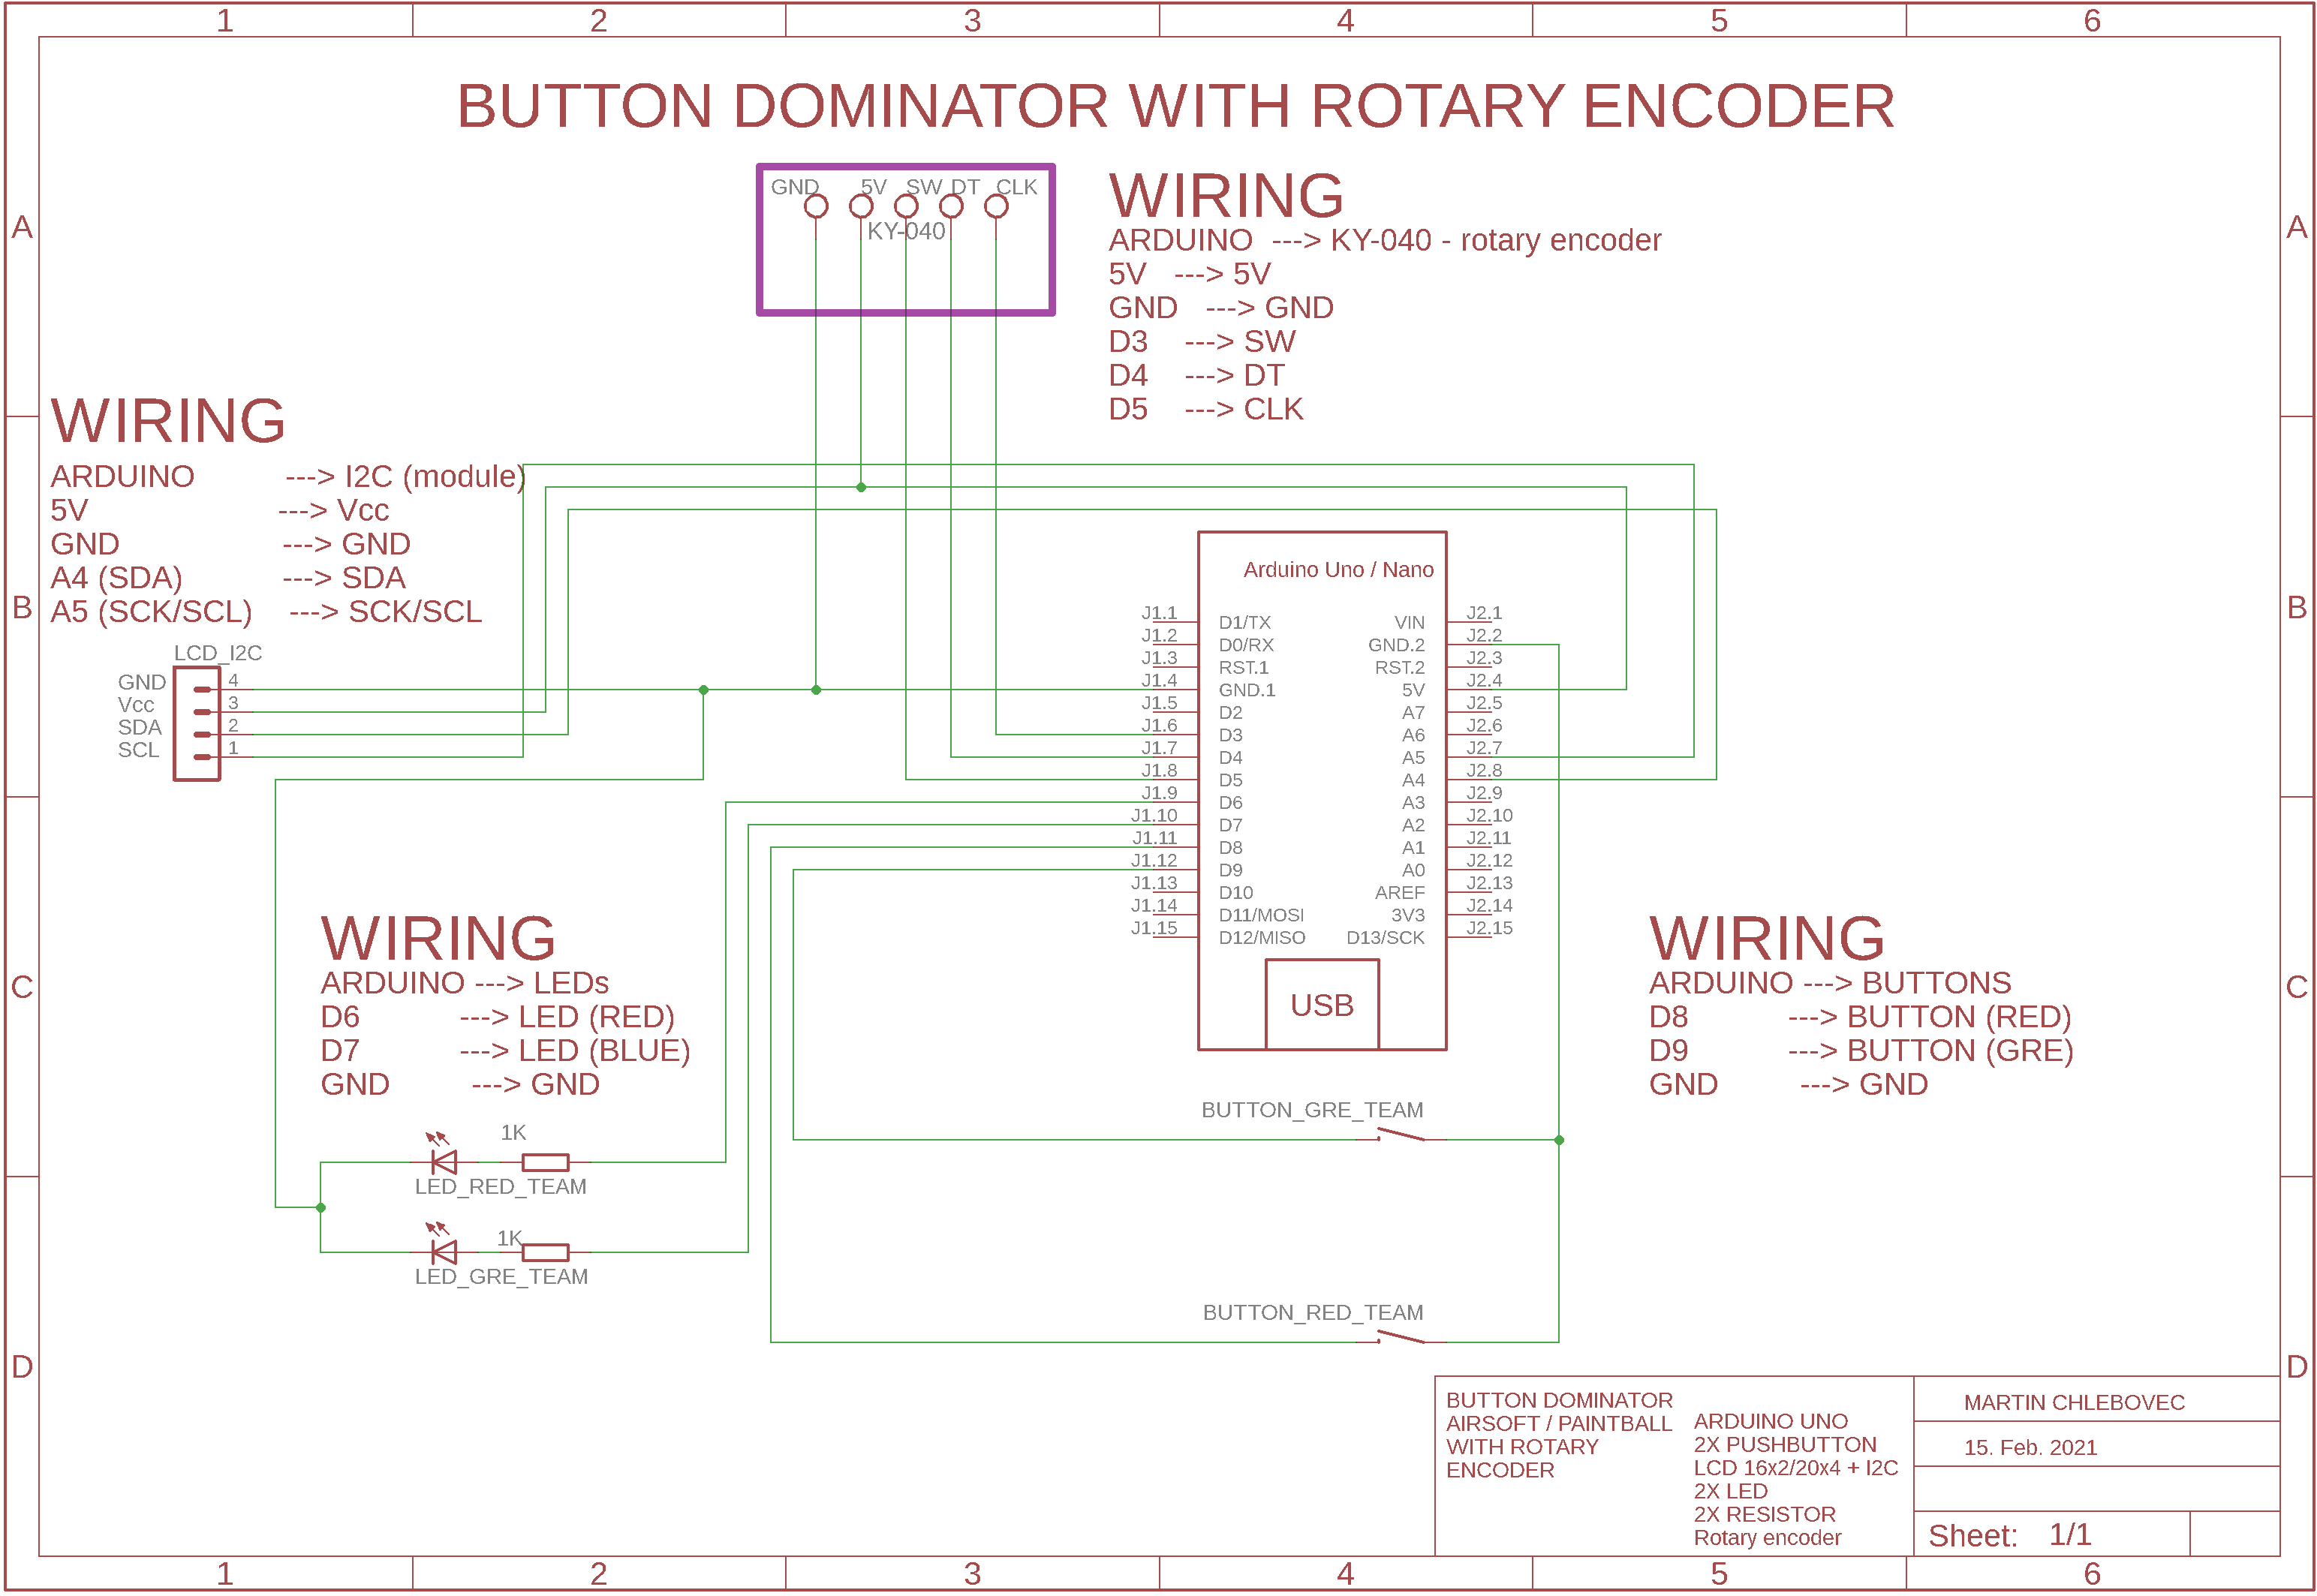 1 2 3 4 5 6
BUTTON DOMINATOR WITH ROTARY ENCODER
A
A
GND 5V SW DT CLK
KY-040
WIRING
ARDUINO ---> KY-040 - rotary encoder
5V ---> 5V
GND ---> GND
D3 ---> SW
D4 ---> DT
D5 ---> CLK
WIRING
ARDUINO ---> I2C (module)
5V ---> Vcc
GND ---> GND
A4 (SDA) ---> SDA
A5 (SCK/SCL) ---> SCK/SCL
B
B
LCD_I2C
GND 4
Vcc 3
SDA 2
SCL 1
Arduino Uno / Nano
J1.1 D1/TX VIN J2.1
J1.2 D0/RX GND.2 J2.2
J1.3 RST.1 RST.2 J2.3
J1.4 GND.1 5V J2.4
J1.5 D2 A7 J2.5
J1.6 D3 A6 J2.6
J1.7 D4 A5 J2.7
J1.8 D5 A4 J2.8
J1.9 D6 A3 J2.9
J1.10 D7 A2 J2.10
J1.11 D8 A1 J2.11
J1.12 D9 A0 J2.12
J1.13 D10 AREF J2.13
J1.14 D11/MOSI 3V3 J2.14
J1.15 D12/MISO D13/SCK J2.15
USB
C
C
WIRING
ARDUINO ---> LEDs
D6 ---> LED (RED)
D7 ---> LED (BLUE)
GND ---> GND
WIRING
ARDUINO ---> BUTTONS
D8 ---> BUTTON (RED)
D9 ---> BUTTON (GRE)
GND ---> GND
BUTTON_GRE_TEAM
1K
LED_RED_TEAM
1K
LED_GRE_TEAM
BUTTON_RED_TEAM
D
D
BUTTON DOMINATOR
AIRSOFT / PAINTBALL
WITH ROTARY
ENCODER
ARDUINO UNO
2X PUSHBUTTON
LCD 16x2/20x4 + I2C
2X LED
2X RESISTOR
Rotary encoder
MARTIN CHLEBOVEC
15. Feb. 2021
Sheet: 1/1
1 2 3 4 5 6